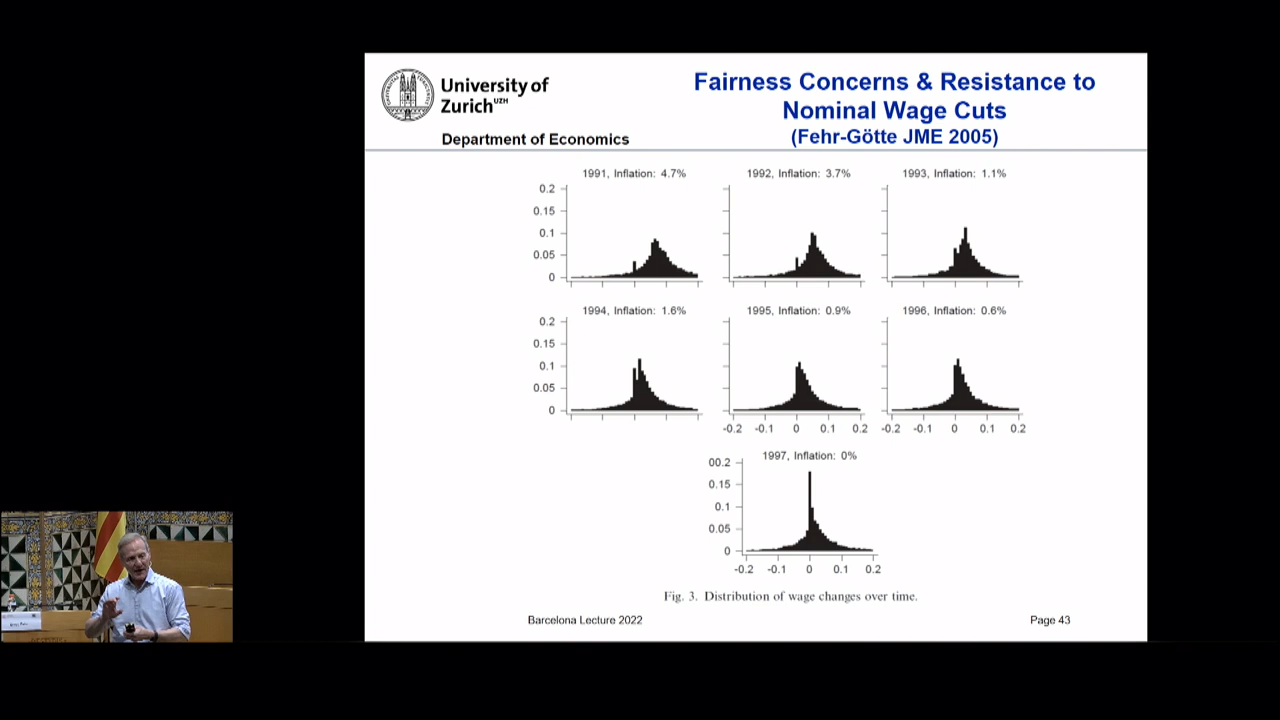 University of
Zurich UZH
Department of Economics
Fairness Concerns & Resistance to
Nominal Wage Cuts
(Fehr-Götte JME 2005)
1991, Inflation: 4.7%
1992, Inflation: 3.7%
1993, Inflation: 1.1%
0.2
0.15
0.1
0.05
0
1994, Inflation: 1.6%
1995, Inflation: 0.9%
1996, Inflation: 0.6%
0.2
0.15
0.1
0.05
0
-0.2 -0.1 0 0.1 0.2
-0.2 -0.1 0 0.1 0.2
1997, Inflation: 0%
00.2
0.15
0.1
0.05
0
-0.2 -0.1 0 0.1 0.2
Fig. 3. Distribution of wage changes over time.
Barcelona Lecture 2022
Page 43